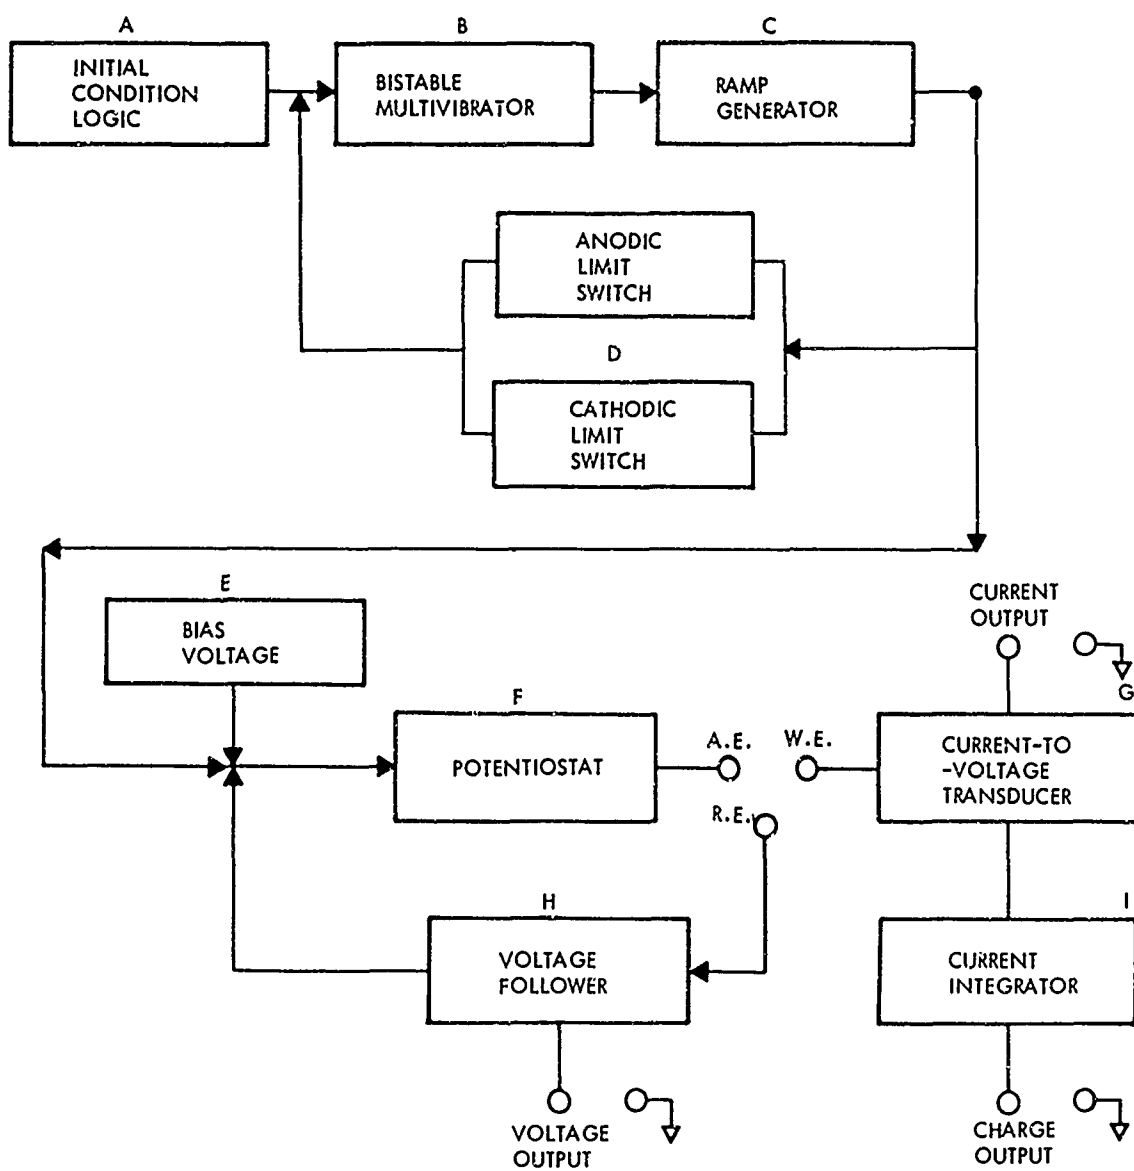 A
INITIAL
CONDITION
LOGIC
B
BISTABLE
MULTIVIBRATOR
C
RAMP
GENERATOR
ANODIC
LIMIT
SWITCH
D
CATHODIC
LIMIT
SWITCH
E
BIAS
VOLTAGE
F
POTENTIOSTAT
A.E.
W.E.
R.E.
CURRENT
OUTPUT
G
CURRENT-TO
-VOLTAGE
TRANSDUCER
H
VOLTAGE
FOLLOWER
I
CURRENT
INTEGRATOR
VOLTAGE
OUTPUT
CHARGE
OUTPUT